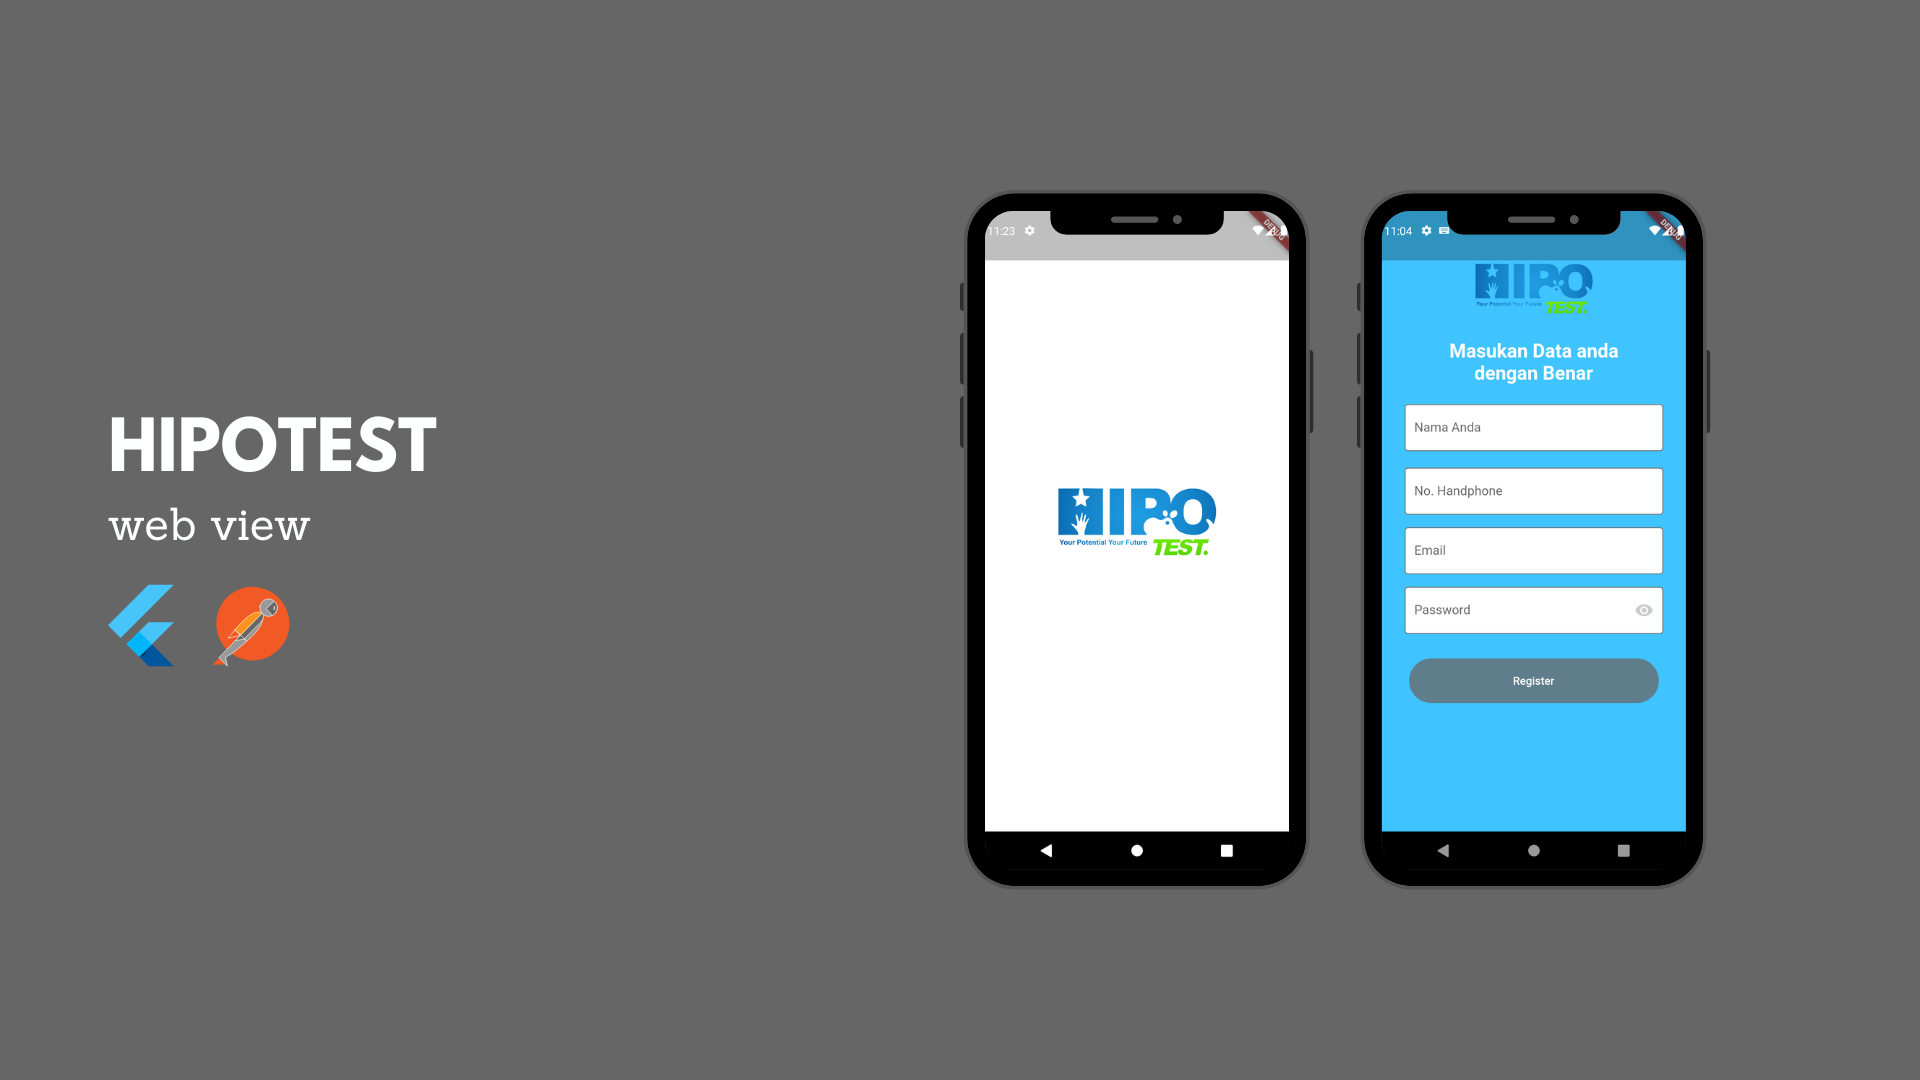 HIPOTEST
web view
11:23
DEBUG
HIPO
Your Potential Your Future
TEST.
11:04
DEBUG
HIPO
Your Potential Your Future
TEST.
Masukan Data anda
dengan Benar
Nama Anda
No. Handphone
Email
Password
Register